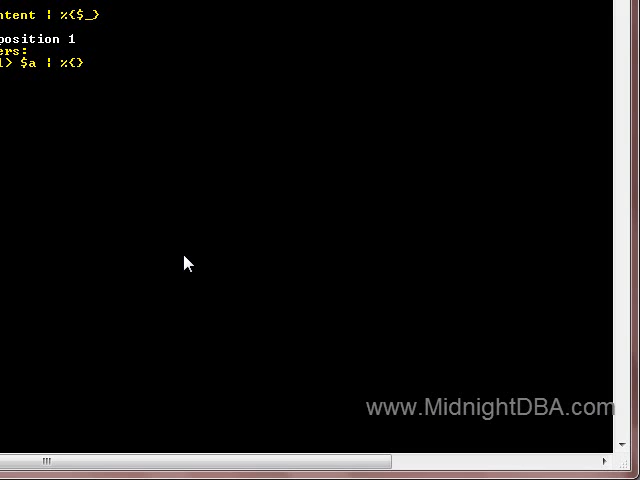 ntent | %{$_}
position 1
ers:
l> $a | %{}
www.MidnightDBA.com